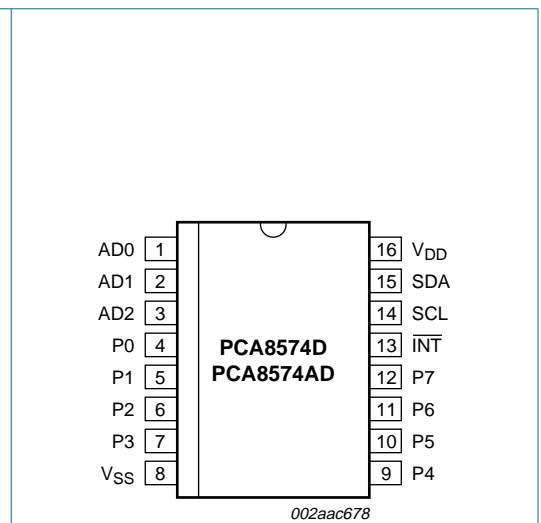 AD0 1 16 VDD
AD1 2 15 SDA
AD2 3 14 SCL
P0 4 13 INT
P1 5 PCA8574D 12 P7
P2 6 PCA8574AD 11 P6
P3 7 10 P5
VSS 8 9 P4
002aac678